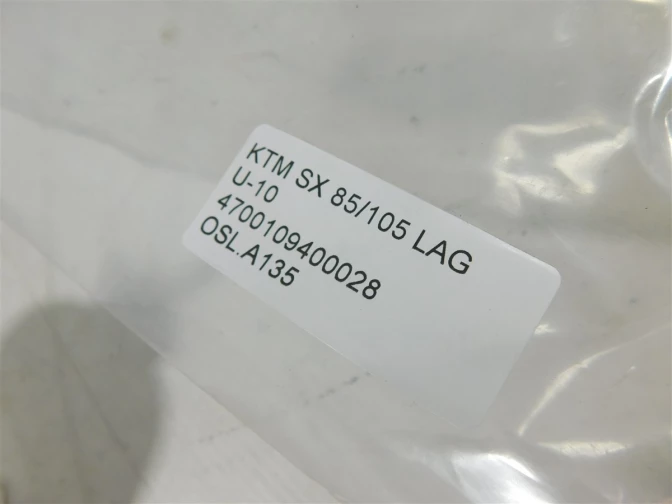 KTM SX 85/105 LAG
U-10
4700109400028
OSL.A135